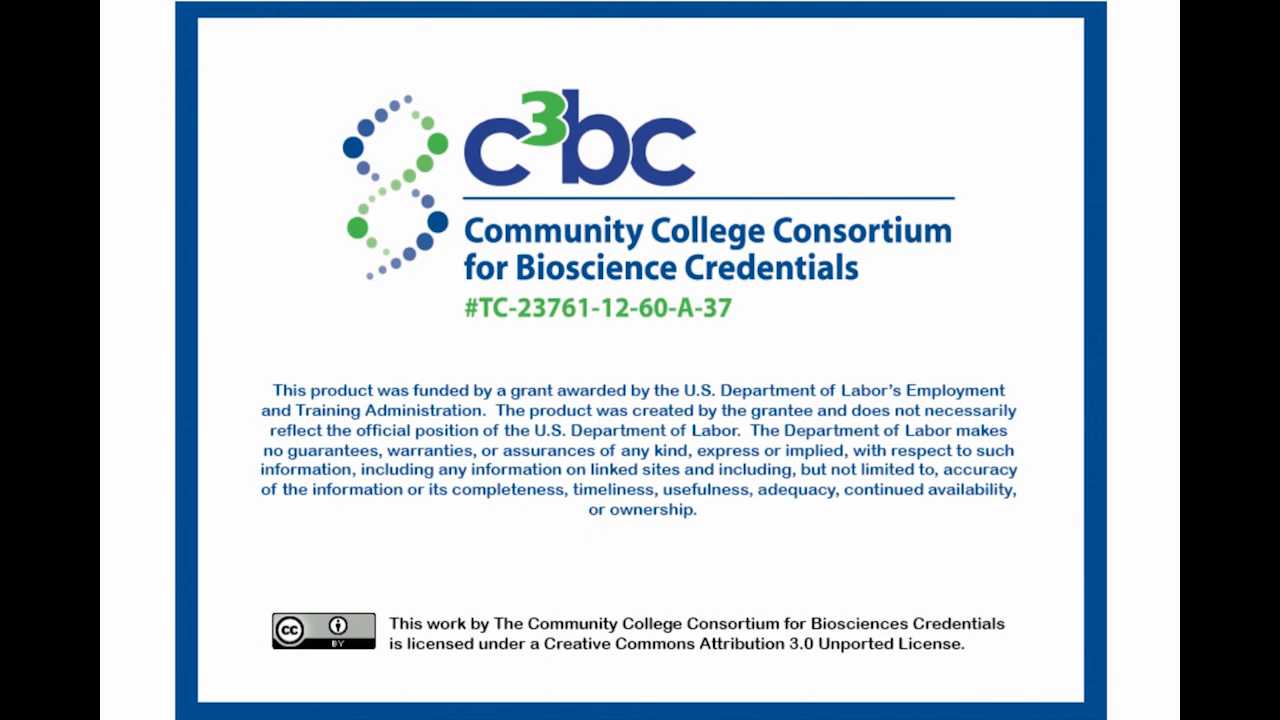 c3bc
Community College Consortium
for Bioscience Credentials
#TC-23761-12-60-A-37
This product was funded by a grant awarded by the U.S. Department of Labor’s Employment
and Training Administration.  The product was created by the grantee and does not necessarily
reflect the official position of the U.S. Department of Labor.  The Department of Labor makes
no guarantees, warranties, or assurances of any kind, express or implied, with respect to such
information, including any information on linked sites and including, but not limited to, accuracy
of the information or its completeness, timeliness, usefulness, adequacy, continued availability,
or ownership.
cc BY
This work by The Community College Consortium for Biosciences Credentials
is licensed under a Creative Commons Attribution 3.0 Unported License.